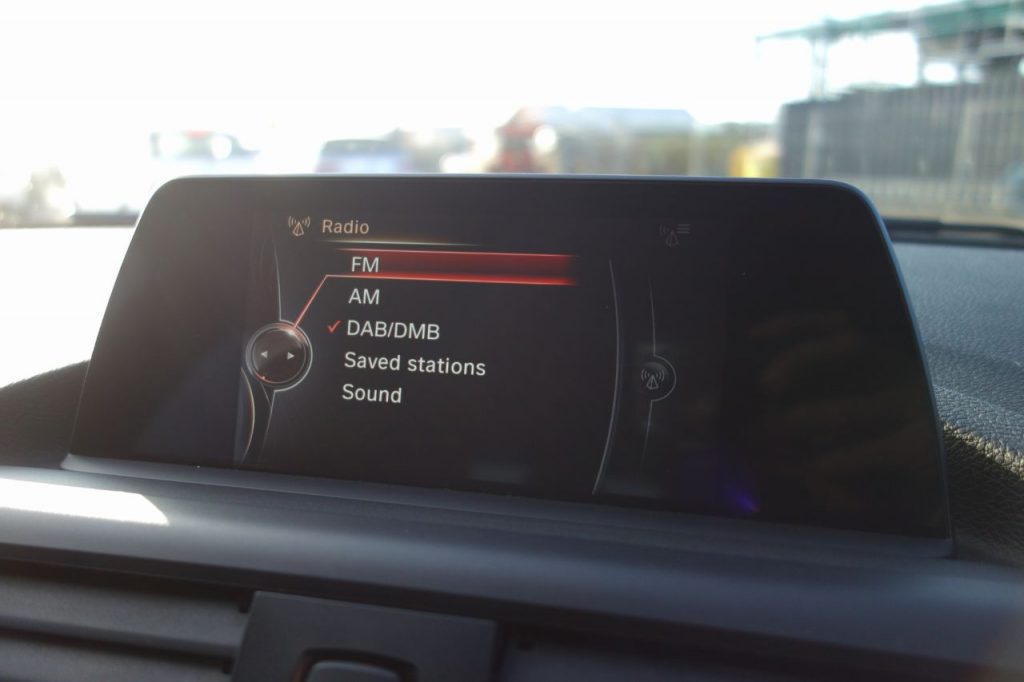 Radio
FM
AM
DAB/DMB
Saved stations
Sound